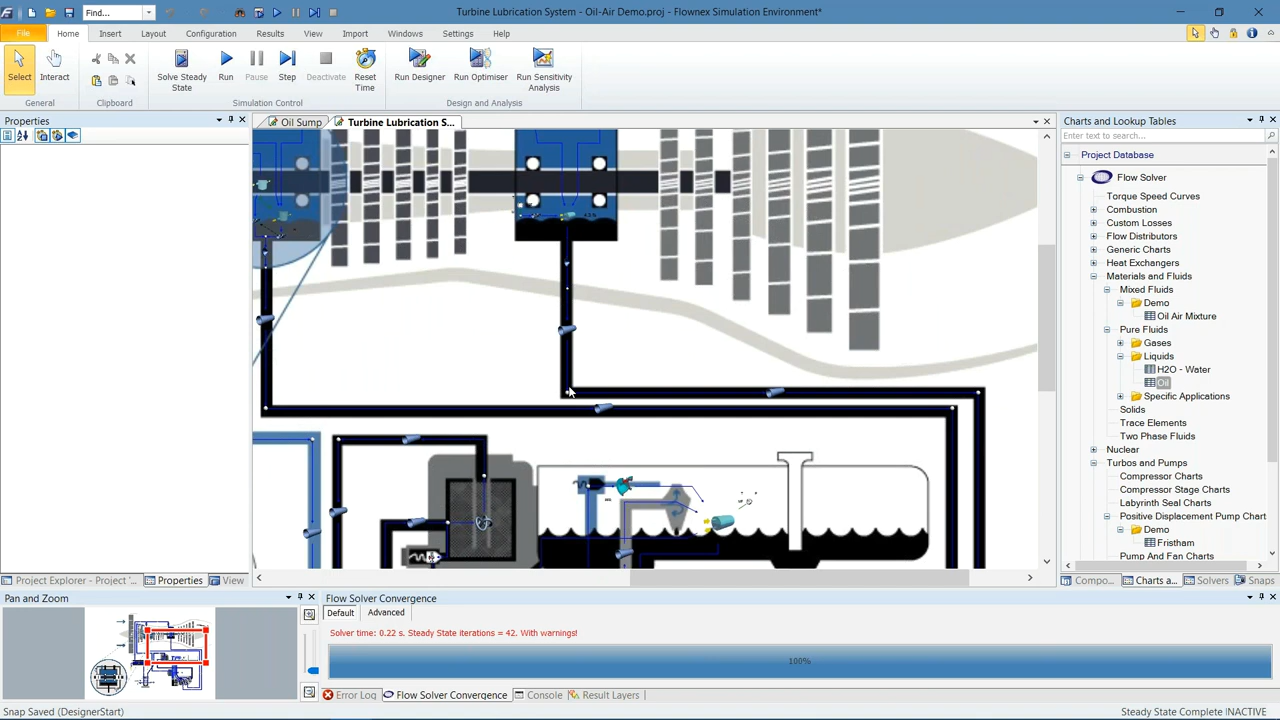 Find...
Turbine Lubrication System - Oil-Air Demo.proj - Flownex Simulation Environment*
File Home Insert Layout Configuration Results View Import Windows Settings Help
Select Interact Solve Steady State Run Pause Step Deactivate Reset Time Run Designer Run Optimiser Run Sensitivity Analysis
General Clipboard Simulation Control Design and Analysis
Properties
Oil Sump Turbine Lubrication S...
Charts and Lookup Tables
Enter text to search...
Project Database
Flow Solver
Torque Speed Curves
Combustion
Custom Losses
Flow Distributors
Generic Charts
Heat Exchangers
Materials and Fluids
Mixed Fluids
Demo
Oil Air Mixture
Pure Fluids
Gases
Liquids
H2O - Water
Oil
Specific Applications
Solids
Trace Elements
Two Phase Fluids
Nuclear
Turbos and Pumps
Compressor Charts
Compressor Stage Charts
Labyrinth Seal Charts
Positive Displacement Pump Chart
Demo
Fristham
Pump And Fan Charts
Project Explorer - Project '... Properties View
Compo... Charts a... Solvers Snaps
Pan and Zoom
Flow Solver Convergence
Default Advanced
Solver time: 0.22 s. Steady State iterations = 42. With warnings!
100%
Error Log Flow Solver Convergence Console Result Layers
Snap Saved (DesignerStart)
Steady State Complete !NACTIVE